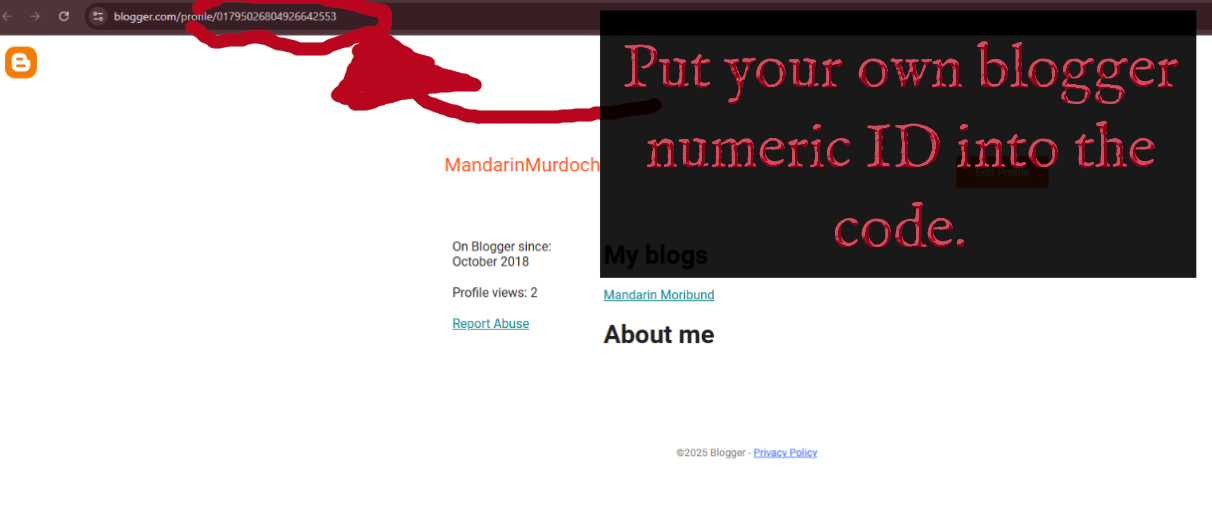 blogger.com/profile/01795026804926642553
Put your own blogger
numeric ID into the
code.
MandarinMurdoch
Edit Profile
On Blogger since:
October 2018
Profile views: 2
Report Abuse
My blogs
Mandarin Moribund
About me
©2025 Blogger - Privacy Policy